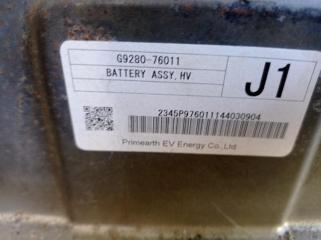 G9280-76011
BATTERY ASSY,HV
J1
2345P976011144030904
Primearth EV Energy Co.,Ltd